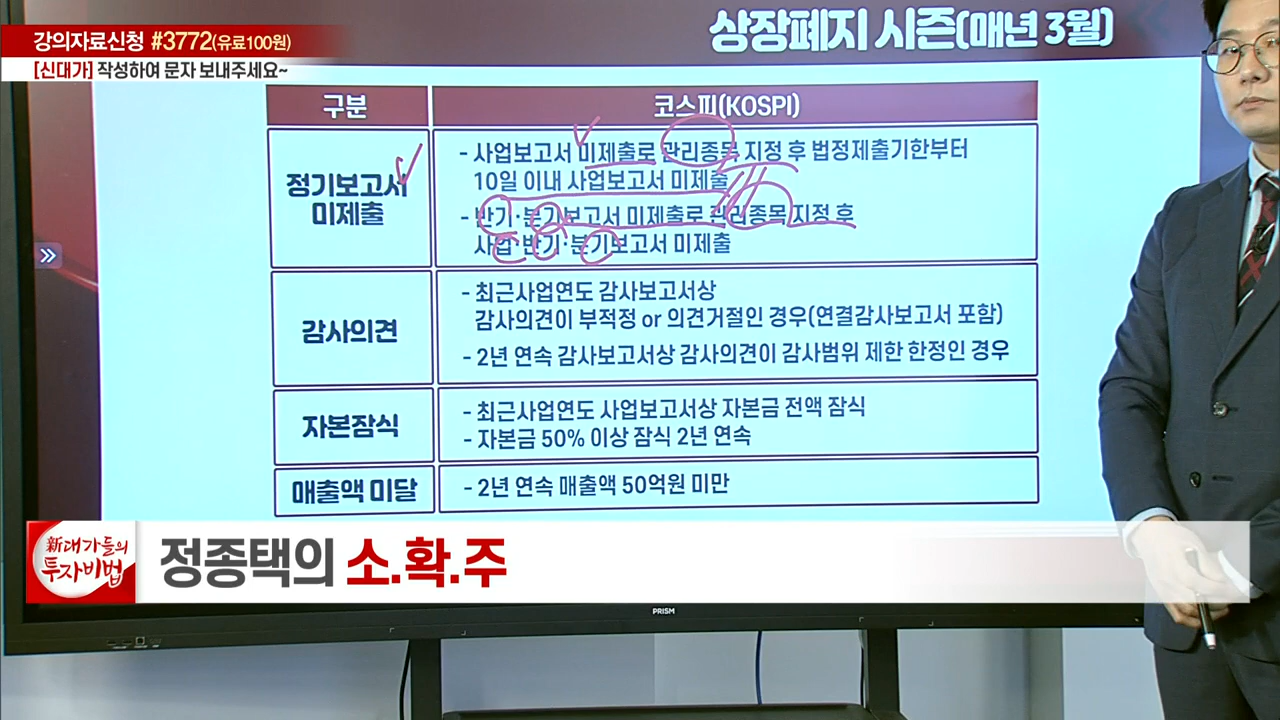 강의자료신청 #3772(유료100원)
[신대가] 작성하여 문자 보내주세요~
상장폐지 시즌(매년 3월)
구분
코스피(KOSPI)
정기보고서
미제출
- 사업보고서 미제출로 관리종목 지정 후 법정제출기한부터
10일 이내 사업보고서 미제출
- 반기·분기보고서 미제출로 관리종목 지정 후
사업·반기·분기보고서 미제출
감사의견
- 최근사업연도 감사보고서상
감사의견이 부적정 or 의견거절인 경우(연결감사보고서 포함)
- 2년 연속 감사보고서상 감사의견이 감사범위 제한 한정인 경우
자본잠식
- 최근사업연도 사업보고서상 자본금 전액 잠식
- 자본금 50% 이상 잠식 2년 연속
매출액 미달
- 2년 연속 매출액 50억원 미만
新대가들의
투자비법
정종택의 소.확.주
PRISM